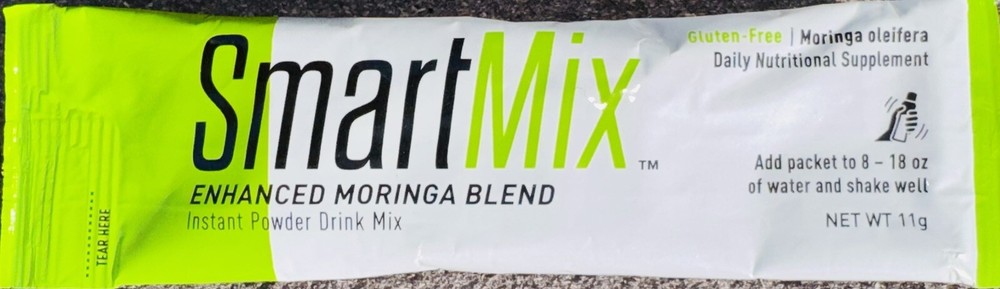 SmartMix™
ENHANCED MORINGA BLEND
Instant Powder Drink Mix
TEAR HERE
Gluten-Free | Moringa oleifera
Daily Nutritional Supplement
Add packet to 8 – 18 oz
of water and shake well
NET WT 11g